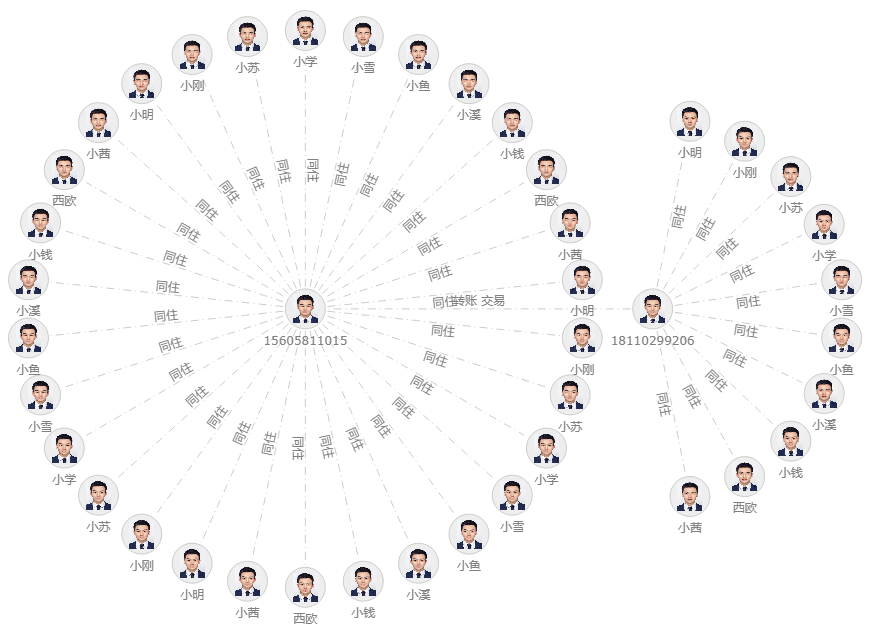 小学
小苏
小雪
小刚
小鱼
小明
小溪
小明
小茜
小钱
同住
同住
小刚
同住
同住
同住
同住
同住
西欧
西欧
同住
小苏
同住
同住
同住
同住
同住
同住
同住
同住
小钱
小茜
小学
同住
同住
同住
同住
同住
转账 交易
同住
小溪
小明
小雪
同住
同住
同住
15605811015
18110299206
同住
同住
同住
小鱼
小刚
小鱼
同住
同住
同住
同住
同住
同住
同住
同住
同住
小雪
小苏
小溪
同住
同住
同住
同住
同住
同住
同住
小学
小学
小钱
西欧
小苏
小雪
小茜
小刚
小鱼
小明
小溪
小茜
小钱
西欧